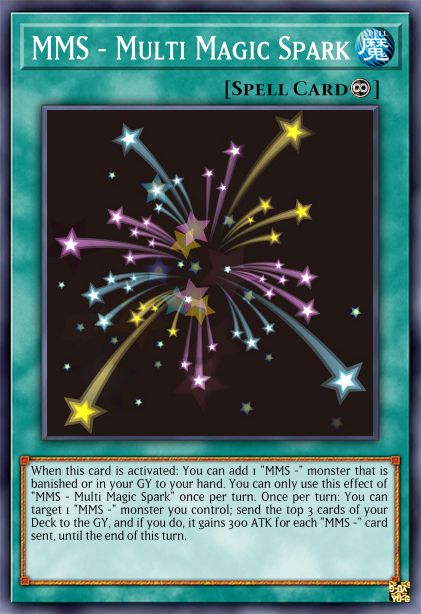 MMS - Multi Magic Spark
SPELL
魔
[Spell Card]
When this card is activated: You can add 1 "MMS -" monster that is
banished or in your GY to your hand. You can only use this effect of
"MMS - Multi Magic Spark" once per turn. Once per turn: You can
target 1 "MMS -" monster you control; send the top 3 cards of your
Deck to the GY, and if you do, it gains 300 ATK for each "MMS -" card
sent, until the end of this turn.